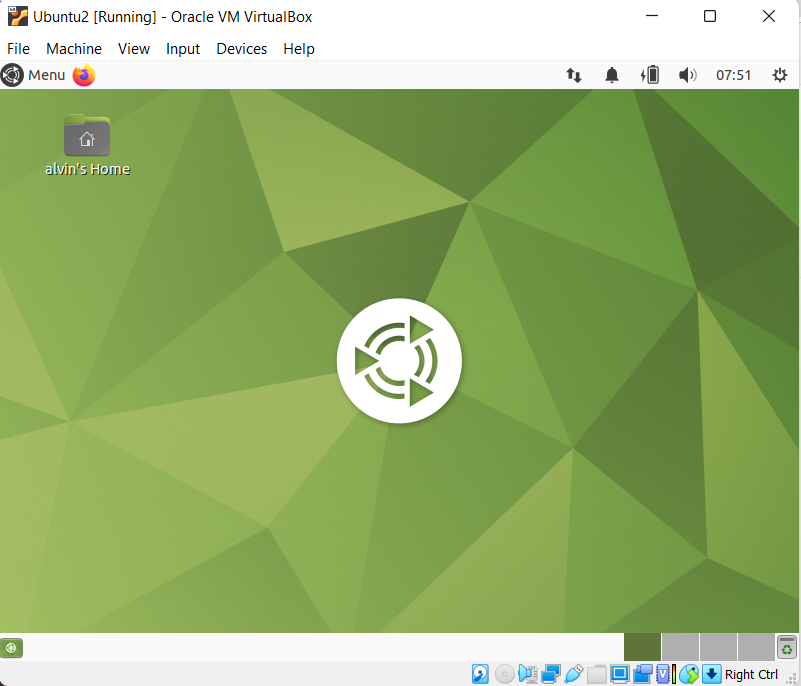 Ubuntu2 [Running] - Oracle VM VirtualBox
File Machine View Input Devices Help
Menu 07:51
alvin's Home
Right Ctrl